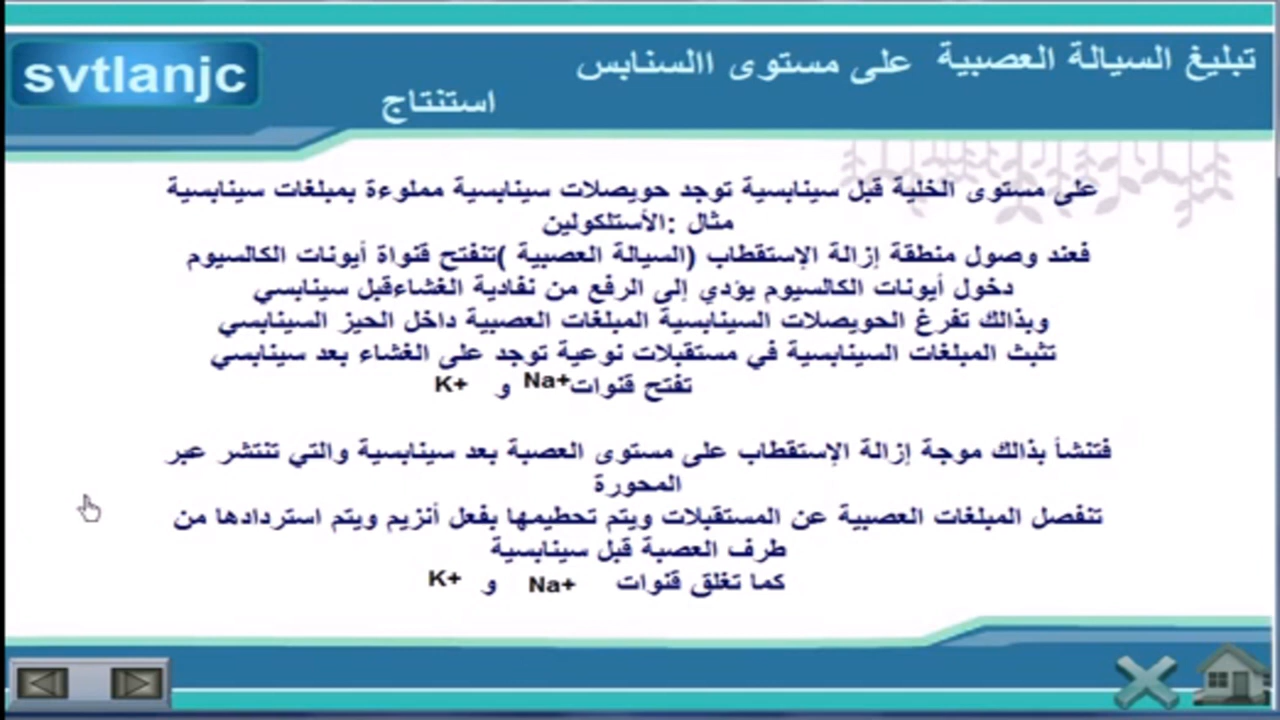 تبليغ السيالة العصبية على مستوى االسنابس
استنتاج
svtlanjc
على مستوى الخلية قبل سينابسية توجد حويصلات سينابسية مملوءة بمبلغات سينابسية
مثال :الأستلكولين
فعند وصول منطقة إزالة الإستقطاب (السيالة العصبية )تنفتح قنواة أيونات الكالسيوم
دخول أيونات الكالسيوم يؤدي إلى الرفع من نفادية الغشاءقبل سينابسي
وبذالك تفرغ الحويصلات السينابسية المبلغات العصبية داخل الحيز السينابسي
تثبث المبلغات السينابسية في مستقبلات نوعية توجد على الغشاء بعد سينابسي
تفتح قنوات Na+ و K+
فتنشأ بذالك موجة إزالة الإستقطاب على مستوى العصبة بعد سينابسية والتي تنتشر عبر
المحورة
تنفصل المبلغات العصبية عن المستقبلات ويتم تحطيمها بفعل أنزيم ويتم استردادها من
طرف العصبة قبل سينابسية
كما تغلق قنوات Na+ و K+